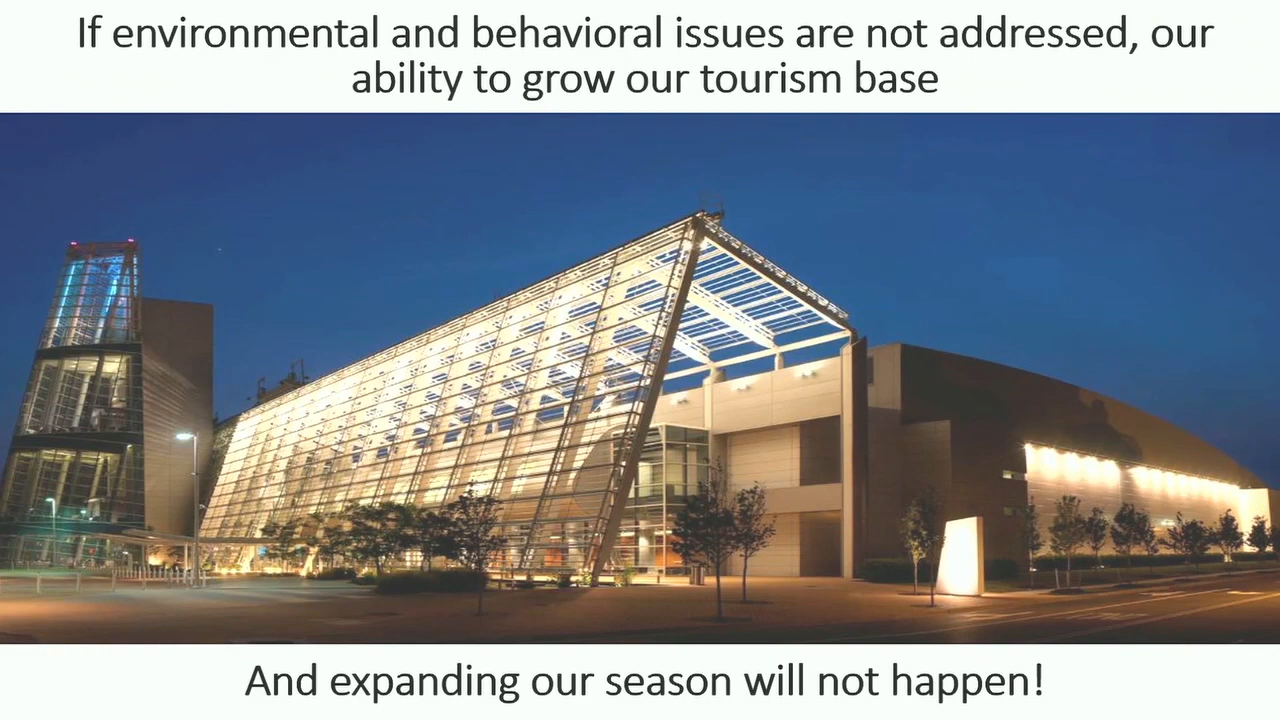 If environmental and behavioral issues are not addressed, our
ability to grow our tourism base
And expanding our season will not happen!